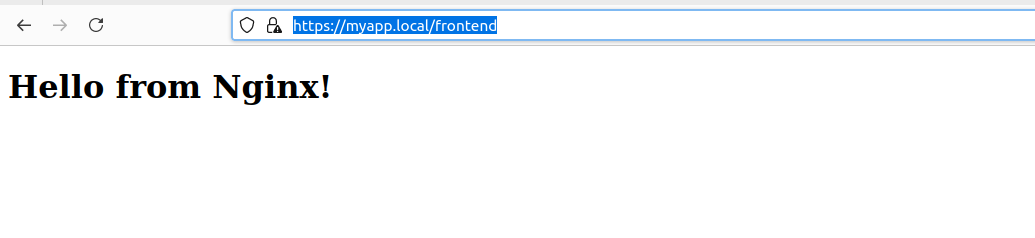 https://myapp.local/frontend
Hello from Nginx!